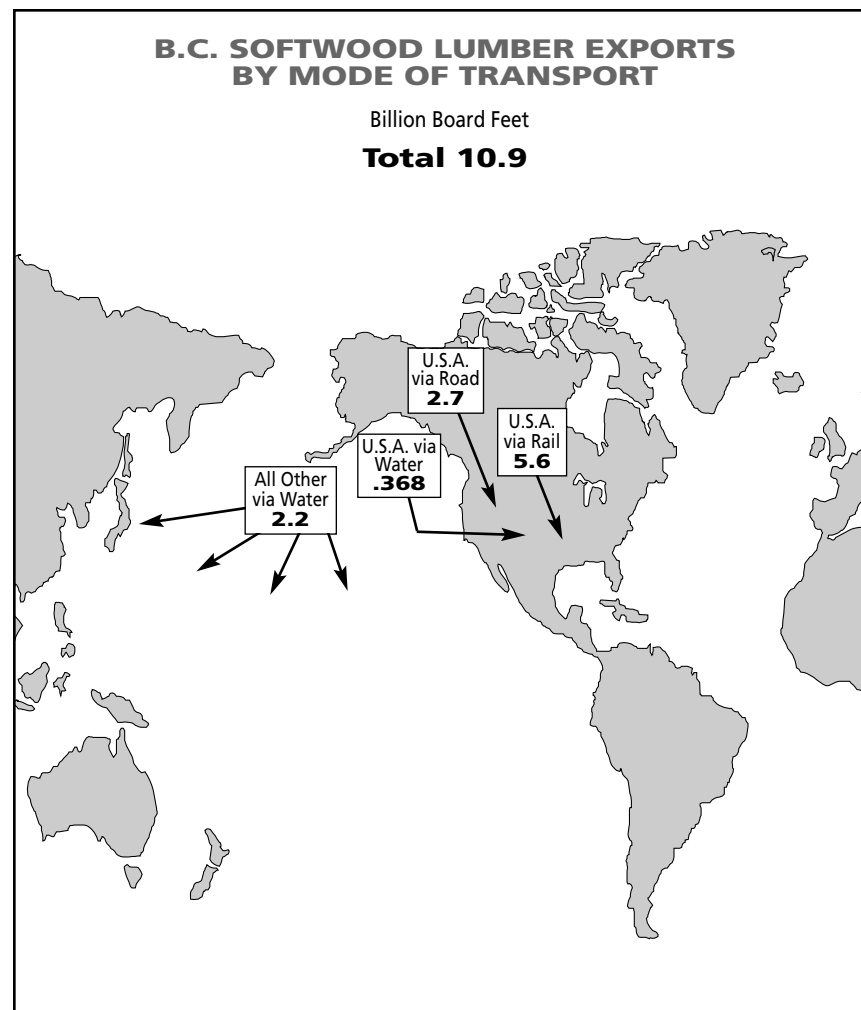 B.C. SOFTWOOD LUMBER EXPORTS
BY MODE OF TRANSPORT
Billion Board Feet
Total 10.9
U.S.A.
via Road
2.7
U.S.A.
via Rail
5.6
U.S.A. via
Water
.368
All Other
via Water
2.2